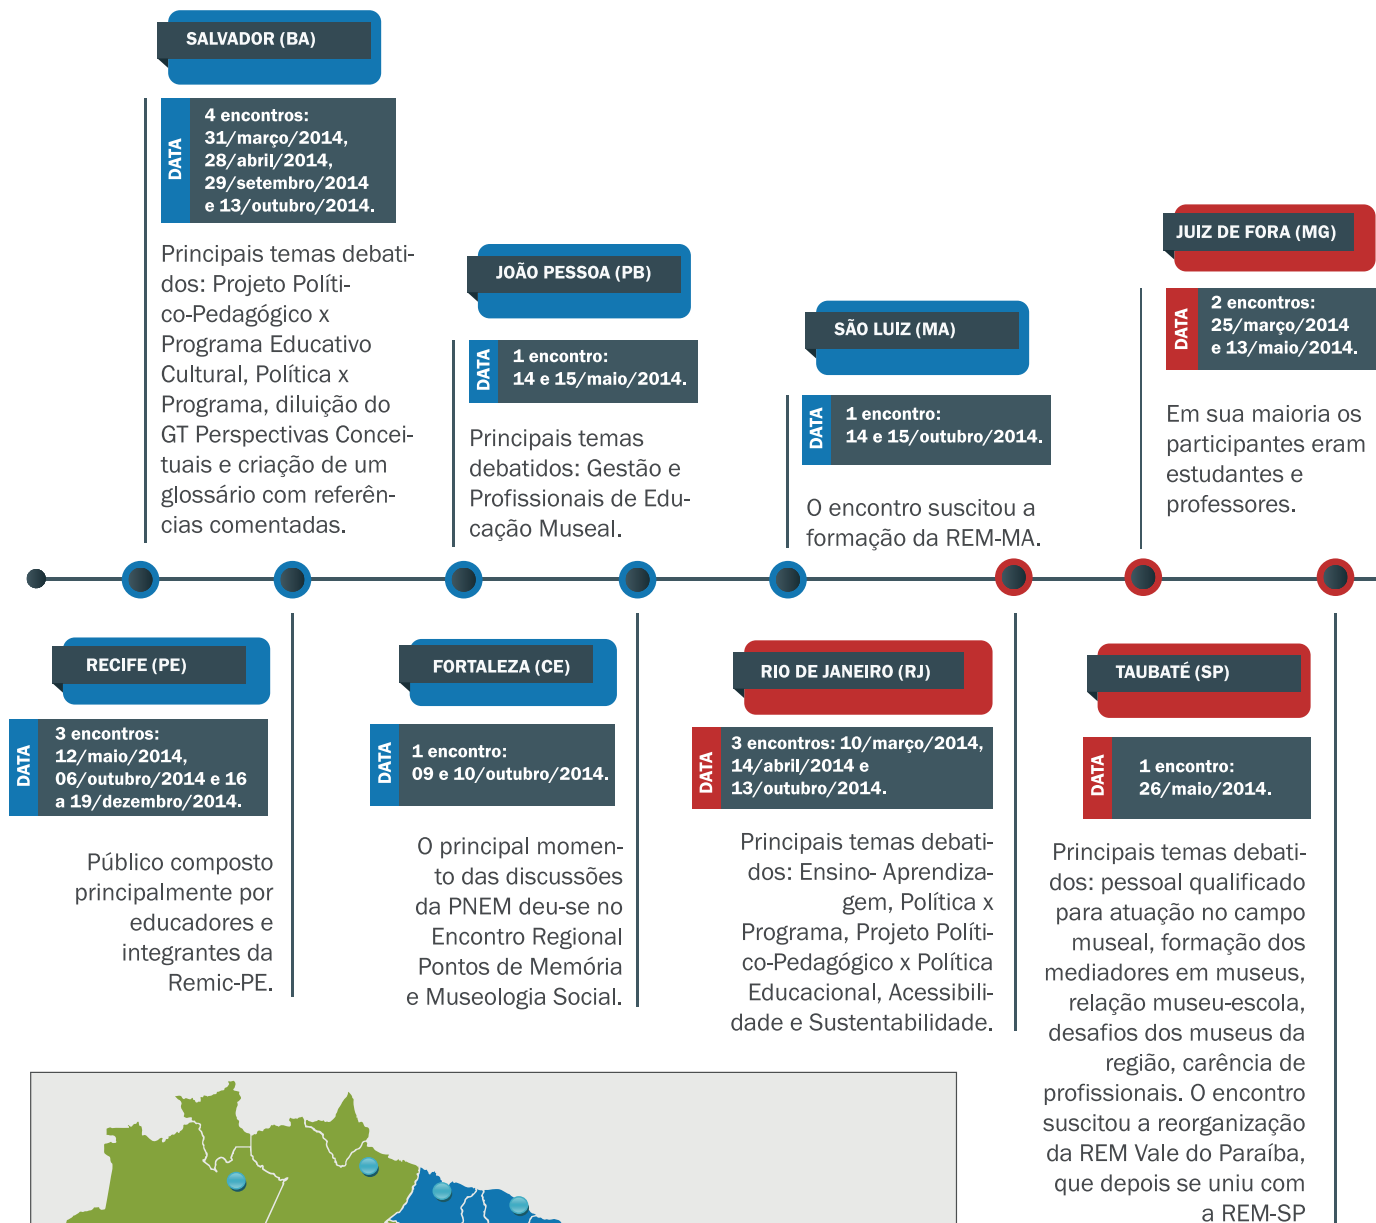 SALVADOR (BA)
DATA
4 encontros:
31/março/2014,
28/abril/2014,
29/setembro/2014
e 13/outubro/2014.
Principais temas debati-
dos: Projeto Políti-
co-Pedagógico x
Programa Educativo
Cultural, Política x
Programa, diluição do
GT Perspectivas Concei-
tuais e criação de um
glossário com referên-
cias comentadas.
JOÃO PESSOA (PB)
DATA
1 encontro:
14 e 15/maio/2014.
Principais temas
debatidos: Gestão e
Profissionais de Edu-
cação Museal.
SÃO LUIZ (MA)
DATA
1 encontro:
14 e 15/outubro/2014.
O encontro suscitou a
formação da REM-MA.
JUIZ DE FORA (MG)
DATA
2 encontros:
25/março/2014
e 13/maio/2014.
Em sua maioria os
participantes eram
estudantes e
professores.
RECIFE (PE)
DATA
3 encontros:
12/maio/2014,
06/outubro/2014 e 16
a 19/dezembro/2014.
Público composto
principalmente por
educadores e
integrantes da
Remic-PE.
FORTALEZA (CE)
DATA
1 encontro:
09 e 10/outubro/2014.
O principal momen-
to das discussões
da PNEM deu-se no
Encontro Regional
Pontos de Memória
e Museologia Social.
RIO DE JANEIRO (RJ)
DATA
3 encontros: 10/março/2014,
14/abril/2014 e
13/outubro/2014.
Principais temas debati-
dos: Ensino- Aprendiza-
gem, Política x
Programa, Projeto Políti-
co-Pedagógico x Política
Educacional, Acessibili-
dade e Sustentabilidade.
TAUBATÉ (SP)
DATA
1 encontro:
26/maio/2014.
Principais temas debati-
dos: pessoal qualificado
para atuação no campo
museal, formação dos
mediadores em museus,
relação museu-escola,
desafios dos museus da
região, carência de
profissionais. O encontro
suscitou a reorganização
da REM Vale do Paraíba,
que depois se uniu com
a REM-SP